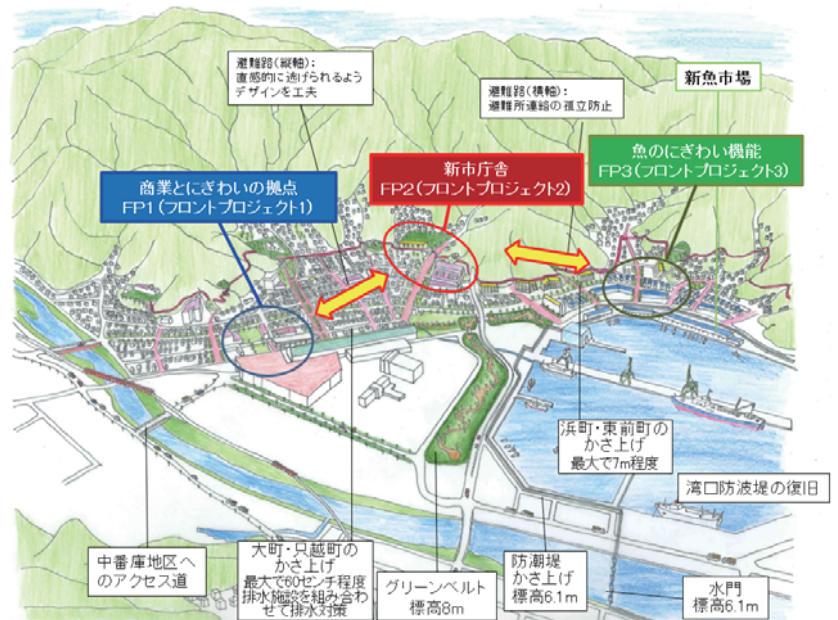 避難路(縦軸):
直感的に逃げられるよう
デザインを工夫
避難路(横軸):
避難所連絡の孤立防止
新魚市場
商業とにぎわいの拠点
FP1(フロントプロジェクト1)
新市庁舎
FP2(フロントプロジェクト2)
魚のにぎわい機能
FP3(フロントプロジェクト3)
浜町・東前町の
かさ上げ
最大で7m程度
湾口防波堤の復旧
中番庫地区へ
のアクセス道
大町・只越町の
かさ上げ
最大で60センチ程度
排水施設を組み合わ
せて排水対策
グリーンベルト
標高8m
防潮堤
かさ上げ
標高6.1m
水門
標高6.1m